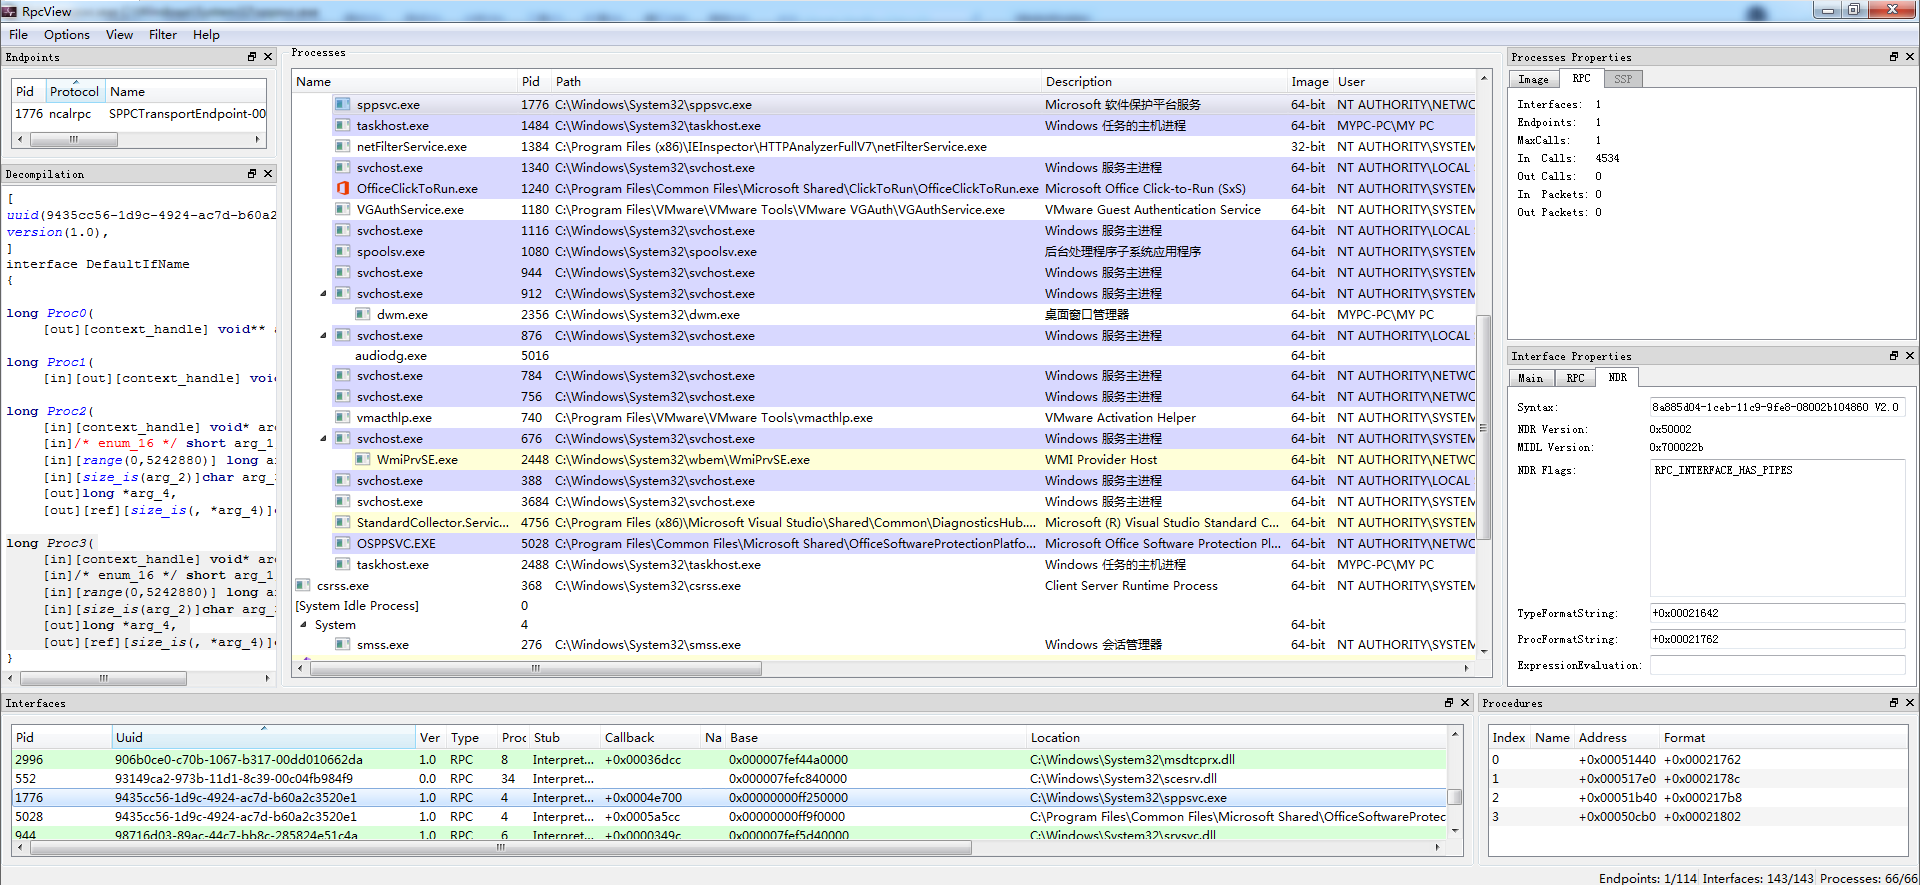 RpcView
File Options View Filter Help
Endpoints
Pid Protocol Name
1776 ncalrpc SPPCTransportEndpoint-00
Decompilation
[
uuid(9435cc56-1d9c-4924-ac7d-b60a2
version(1.0),
]
interface DefaultIfName
{
long Proc0(
[out][context_handle] void**
long Proc1(
[in][out][context_handle] voi
long Proc2(
[in][context_handle] void* ar
[in]/* enum_16 */ short arg_1
[in][range(0,5242880)] long a
[in][size_is(arg_2)]char arg_
[out]long *arg_4,
[out][ref][size_is(, *arg_4)]
long Proc3(
[in][context_handle] void* ar
[in]/* enum_16 */ short arg_1
[in][range(0,5242880)] long a
[in][size_is(arg_2)]char arg_
[out]long *arg_4,
[out][ref][size_is(, *arg_4)]
}
Processes
Name Pid Path Description Image User
sppsvc.exe 1776 C:\Windows\System32\sppsvc.exe Microsoft 软件保护平台服务 64-bit NT AUTHORITY\NETWO
taskhost.exe 1484 C:\Windows\System32\taskhost.exe Windows 任务的主机进程 64-bit MYPC-PC\MY PC
netFilterService.exe 1384 C:\Program Files (x86)\IEInspector\HTTPAnalyzerFullV7\netFilterService.exe 32-bit NT AUTHORITY\SYSTEM
svchost.exe 1340 C:\Windows\System32\svchost.exe Windows 服务主进程 64-bit NT AUTHORITY\LOCAL
OfficeClickToRun.exe 1240 C:\Program Files\Common Files\Microsoft Shared\ClickToRun\OfficeClickToRun.exe Microsoft Office Click-to-Run (SxS) 64-bit NT AUTHORITY\SYSTEM
VGAuthService.exe 1180 C:\Program Files\VMware\VMware Tools\VMware VGAuth\VGAuthService.exe VMware Guest Authentication Service 64-bit NT AUTHORITY\SYSTEM
svchost.exe 1116 C:\Windows\System32\svchost.exe Windows 服务主进程 64-bit NT AUTHORITY\LOCAL
spoolsv.exe 1080 C:\Windows\System32\spoolsv.exe 后台处理程序子系统应用程序 64-bit NT AUTHORITY\SYSTEM
svchost.exe 944 C:\Windows\System32\svchost.exe Windows 服务主进程 64-bit NT AUTHORITY\SYSTEM
svchost.exe 912 C:\Windows\System32\svchost.exe Windows 服务主进程 64-bit NT AUTHORITY\SYSTEM
dwm.exe 2356 C:\Windows\System32\dwm.exe 桌面窗口管理器 64-bit MYPC-PC\MY PC
svchost.exe 876 C:\Windows\System32\svchost.exe Windows 服务主进程 64-bit NT AUTHORITY\LOCAL
audiodg.exe 5016 64-bit
svchost.exe 784 C:\Windows\System32\svchost.exe Windows 服务主进程 64-bit NT AUTHORITY\NETWO
svchost.exe 756 C:\Windows\System32\svchost.exe Windows 服务主进程 64-bit NT AUTHORITY\NETWO
vmacthlp.exe 740 C:\Program Files\VMware\VMware Tools\vmacthlp.exe VMware Activation Helper 64-bit NT AUTHORITY\SYSTEM
svchost.exe 676 C:\Windows\System32\svchost.exe Windows 服务主进程 64-bit NT AUTHORITY\SYSTEM
WmiPrvSE.exe 2448 C:\Windows\System32\wbem\WmiPrvSE.exe WMI Provider Host 64-bit NT AUTHORITY\NETWO
svchost.exe 388 C:\Windows\System32\svchost.exe Windows 服务主进程 64-bit NT AUTHORITY\LOCAL
svchost.exe 3684 C:\Windows\System32\svchost.exe Windows 服务主进程 64-bit NT AUTHORITY\SYSTEM
StandardCollector.Servic... 4756 C:\Program Files (x86)\Microsoft Visual Studio\Shared\Common\DiagnosticsHub.... Microsoft (R) Visual Studio Standard C... 64-bit NT AUTHORITY\SYSTEM
OSPPSVC.EXE 5028 C:\Program Files\Common Files\Microsoft Shared\OfficeSoftwareProtectionPlatfo... Microsoft Office Software Protection Pl... 64-bit NT AUTHORITY\NETWO
taskhost.exe 2488 C:\Windows\System32\taskhost.exe Windows 任务的主机进程 64-bit MYPC-PC\MY PC
csrss.exe 368 C:\Windows\System32\csrss.exe Client Server Runtime Process 64-bit NT AUTHORITY\SYSTEM
[System Idle Process] 0
System 4 64-bit
smss.exe 276 C:\Windows\System32\smss.exe Windows 会话管理器 64-bit NT AUTHORITY\SYSTEM
Processes Properties
Image RPC SSP
Interfaces: 1
Endpoints: 1
MaxCalls: 1
In Calls: 4534
Out Calls: 0
In Packets: 0
Out Packets: 0
Interface Properties
Main RPC NDR
Syntax: 8a885d04-1ceb-11c9-9fe8-08002b104860 V2.0
NDR Version: 0x50002
MIDL Version: 0x700022b
NDR Flags: RPC_INTERFACE_HAS_PIPES
TypeFormatString: +0x00021642
ProcFormatString: +0x00021762
ExpressionEvaluation:
Interfaces
Pid Uuid Ver Type Proc Stub Callback Na Base Location
2996 906b0ce0-c70b-1067-b317-00dd010662da 1.0 RPC 8 Interpret... +0x00036dcc 0x000007fef44a0000 C:\Windows\System32\msdtcprx.dll
552 93149ca2-973b-11d1-8c39-00c04fb984f9 0.0 RPC 34 Interpret... 0x000007fefc840000 C:\Windows\System32\scesrv.dll
1776 9435cc56-1d9c-4924-ac7d-b60a2c3520e1 1.0 RPC 4 Interpret... +0x0004e700 0x00000000ff250000 C:\Windows\System32\sppsvc.exe
5028 9435cc56-1d9c-4924-ac7d-b60a2c3520e1 1.0 RPC 4 Interpret... +0x0005a5cc 0x00000000ff9f0000 C:\Program Files\Common Files\Microsoft Shared\OfficeSoftwareProtec
944 98716d03-89ac-44c7-bb8c-285824e51c4a 1.0 RPC 6 Interpret... +0x0000349c 0x000007fef5d40000 C:\Windows\System32\srvsvc.dll
Procedures
Index Name Address Format
0 +0x00051440 +0x00021762
1 +0x000517e0 +0x0002178c
2 +0x00051b40 +0x000217b8
3 +0x00050cb0 +0x00021802
Endpoints: 1/114 Interfaces: 143/143 Processes: 66/66